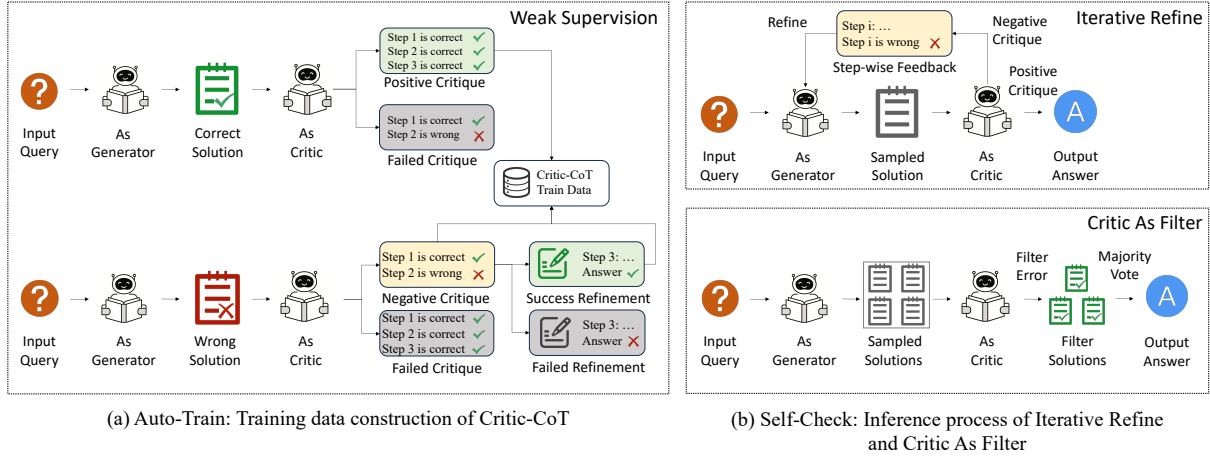 Weak Supervision
Step 1 is correct
Step 2 is correct
Step 3 is correct
Positive Critique
?
Input
Query
As
Generator
Correct
Solution
As
Critic
Step 1 is correct
Step 2 is wrong
Failed Critique
Critic-CoT
Train Data
?
Input
Query
As
Generator
Wrong
Solution
As
Critic
Step 1 is correct
Step 2 is wrong
Negative Critique
Step 1 is correct
Step 2 is correct
Step 3 is correct
Failed Critique
Step 3: ...
Answer
Success Refinement
Step 3: ...
Answer
Failed Refinement
(a) Auto-Train: Training data construction of Critic-CoT
Iterative Refine
Refine
Step i: ...
Step i is wrong
Step-wise Feedback
Negative
Critique
Positive
Critique
?
Input
Query
As
Generator
Sampled
Solution
As
Critic
A
Output
Answer
Critic As Filter
?
Input
Query
As
Generator
Sampled
Solutions
As
Critic
Filter
Error
Filter
Solutions
Majority
Vote
A
Output
Answer
(b) Self-Check: Inference process of Iterative Refine
and Critic As Filter